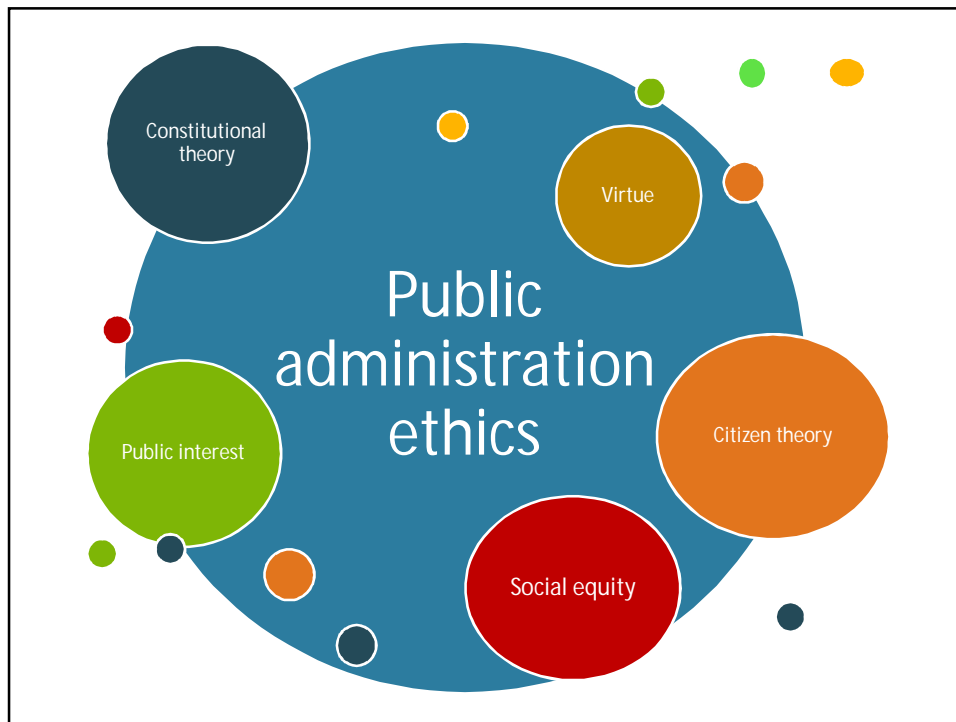 Constitutional
theory
Virtue
Public
administration
ethics
Public interest
Citizen theory
Social equity